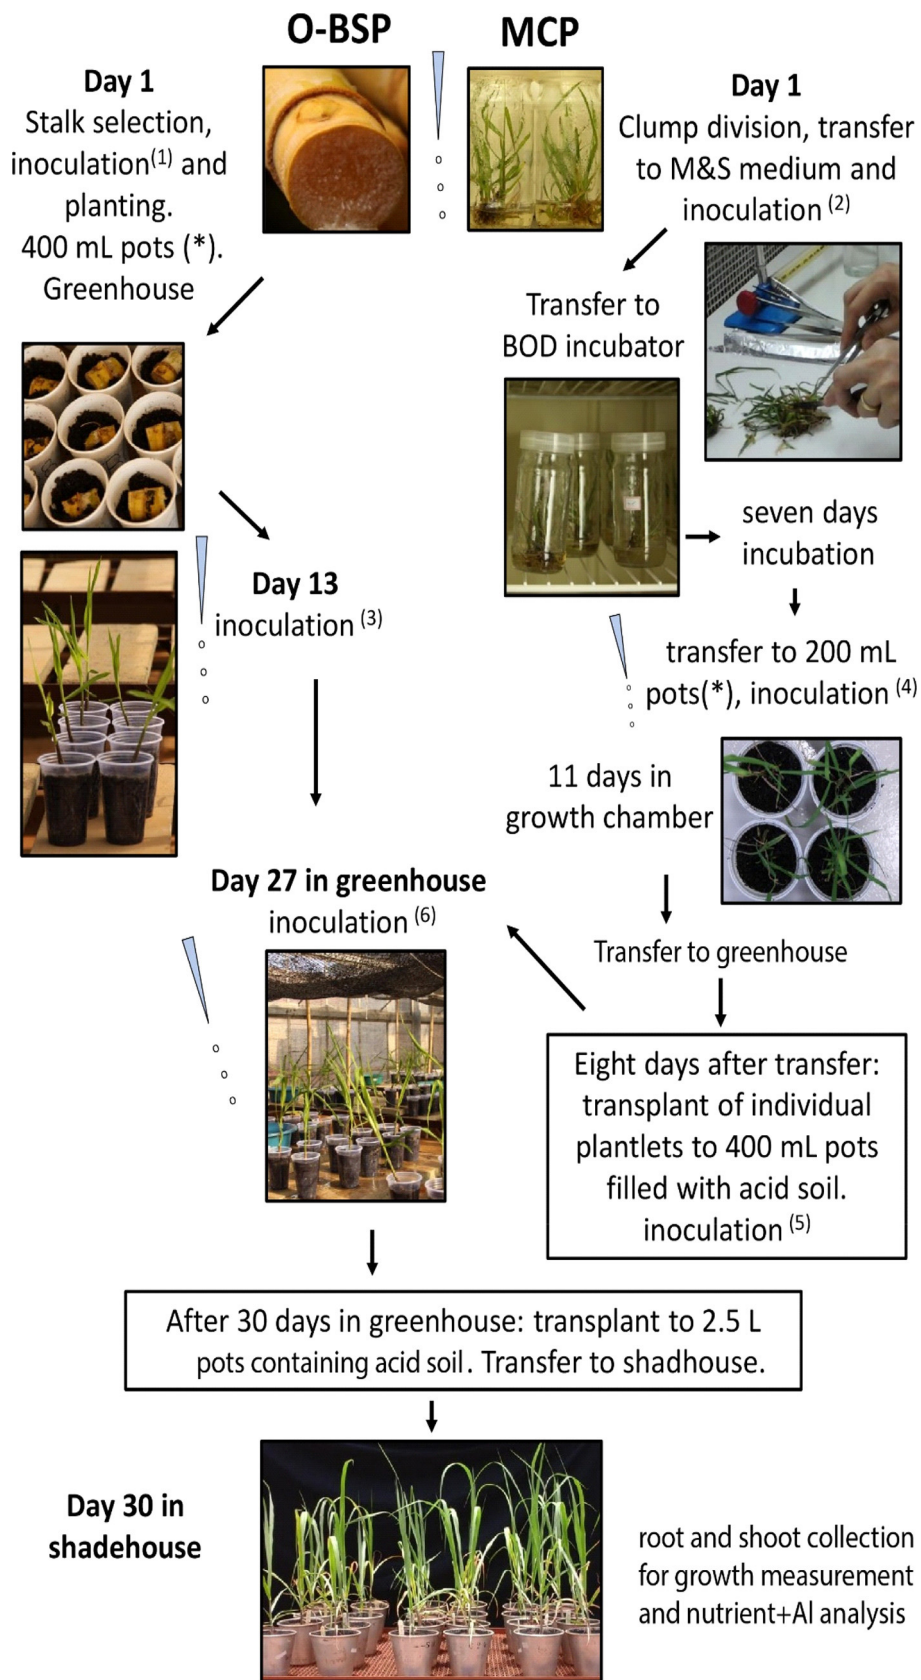 O-BSP
MCP
Day 1
Stalk selection,
inoculation(1) and
planting.
400 mL pots (*).
Greenhouse
Day 1
Clump division, transfer
to M&S medium and
inoculation (2)
Transfer to
BOD incubator
seven days
incubation
Day 13
inoculation (3)
transfer to 200 mL
pots(*), inoculation (4)
11 days in
growth chamber
Day 27 in greenhouse
inoculation (6)
Transfer to greenhouse
Eight days after transfer:
transplant of individual
plantlets to 400 mL pots
filled with acid soil.
inoculation (5)
After 30 days in greenhouse: transplant to 2.5 L
pots containing acid soil. Transfer to shadhouse.
Day 30 in
shadehouse
root and shoot collection
for growth measurement
and nutrient+Al analysis